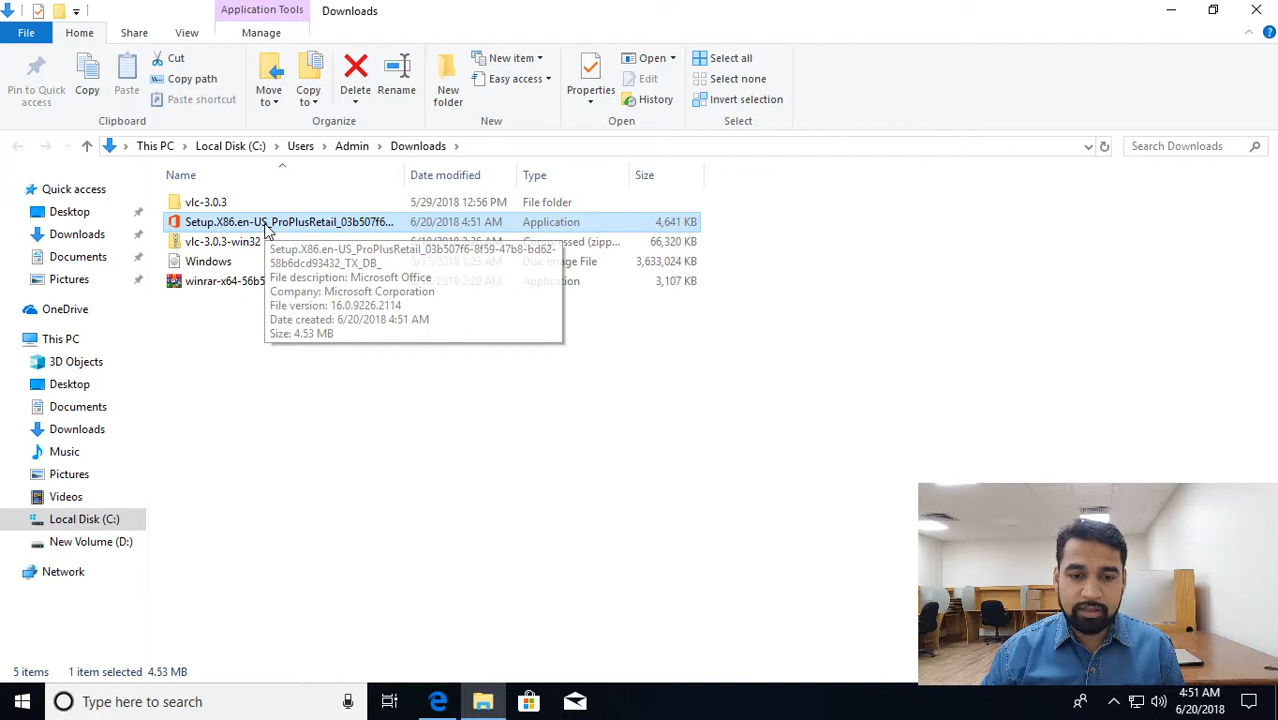 Application Tools
Downloads
File
Home
Share
View
Manage
Pin to Quick
access
Copy
Paste
Cut
Copy path
Paste shortcut
Clipboard
Move
to
Copy
to
Delete
Rename
Organize
New
folder
New item
Easy access
New
Properties
Open
Edit
History
Open
Select all
Select none
Invert selection
Select
This PC
Local Disk (C:)
Users
Admin
Downloads
Search Downloads
Name
Date modified
Type
Size
vlc-3.0.3
5/29/2018 12:56 PM
File folder
Setup.X86.en-US_ProPlusRetail_03b507f6...
6/20/2018 4:51 AM
Application
4,641 KB
vlc-3.0.3-win32
(zipp...
66,320 KB
Windows
Disc Image File
3,633,024 KB
winrar-x64-56b5
Application
3,107 KB
Setup.X86.en-US_ProPlusRetail_03b507f6-8f59-47b8-bd62-
58b6dcd93432_TX_DB_
File description: Microsoft Office
Company: Microsoft Corporation
File version: 16.0.9226.2114
Date created: 6/20/2018 4:51 AM
Size: 4.53 MB
Quick access
Desktop
Downloads
Documents
Pictures
OneDrive
This PC
3D Objects
Desktop
Documents
Downloads
Music
Pictures
Videos
Local Disk (C:)
New Volume (D:)
Network
5 items
1 item selected 4.53 MB
Type here to search
4:51 AM
6/20/2018